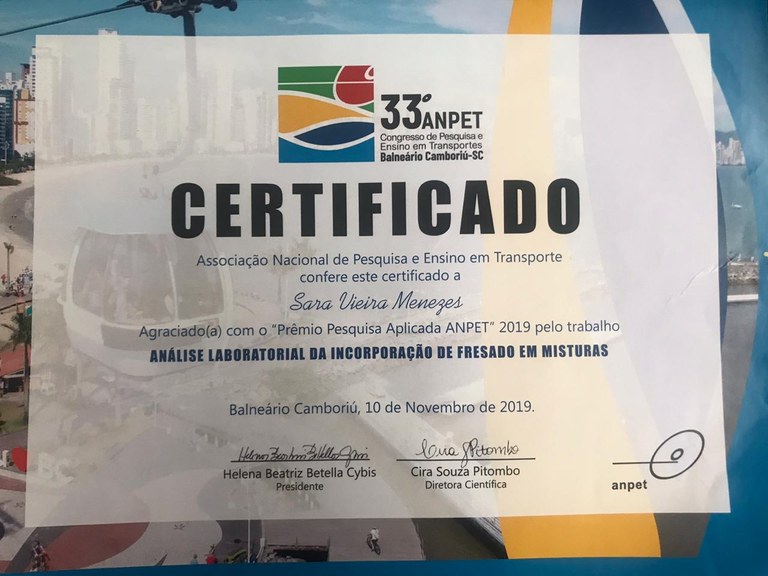 33º ANPET
Congresso de Pesquisa e
Ensino em Transportes
Balneário Camboriú-SC
CERTIFICADO
Associação Nacional de Pesquisa e Ensino em Transporte
confere este certificado a
Sara Vieira Menezes
Agraciado(a) com o "Prêmio Pesquisa Aplicada ANPET" 2019 pelo trabalho
ANÁLISE LABORATORIAL DA INCORPORAÇÃO DE FRESADO EM MISTURAS
Balneário Camboriú, 10 de Novembro de 2019.
Helena Beatriz Betella Cybis
Presidente
Cira Souza Pitombo
Diretora Científica
anpet